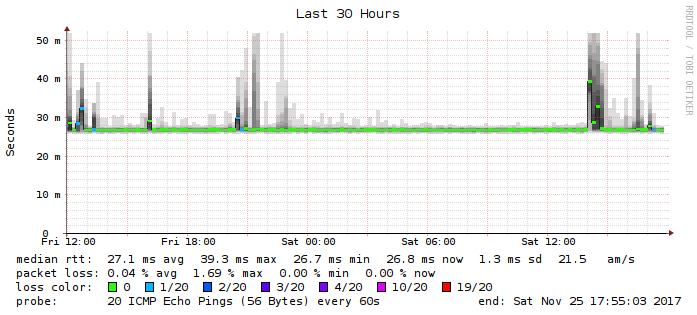 Last 30 Hours
RRDTOOL / TOBI OETIKER
Seconds
50 m
40 m
30 m
20 m
10 m
0
Fri 12:00 Fri 18:00 Sat 00:00 Sat 06:00 Sat 12:00
median rtt: 27.1 ms avg 39.3 ms max 26.7 ms min 26.8 ms now 1.3 ms sd 21.5 am/s
packet loss: 0.04 % avg 1.69 % max 0.00 % min 0.00 % now
loss color: 0 1/20 2/20 3/20 4/20 10/20 19/20
probe: 20 ICMP Echo Pings (56 Bytes) every 60s end: Sat Nov 25 17:55:03 2017